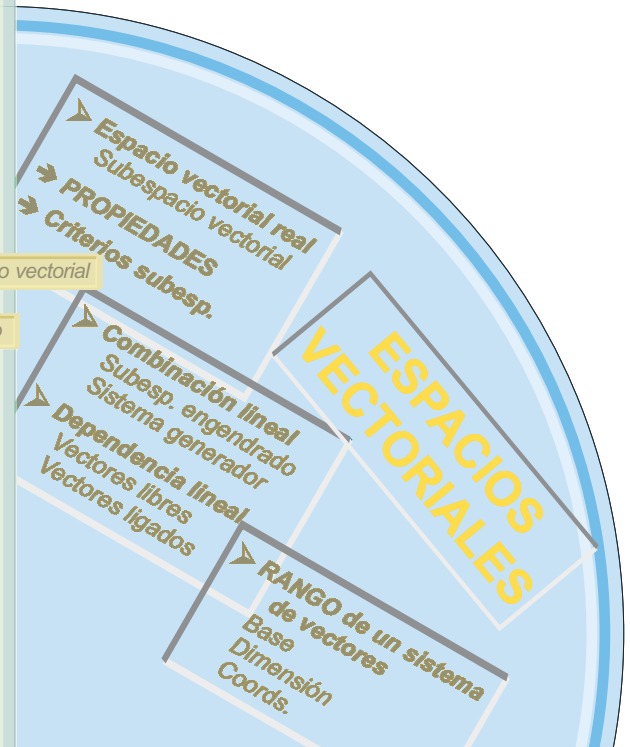 Espacio vectorial real
Subespacio vectorial
PROPIEDADES
Criterios subesp.
o vectorial
Combinación lineal
Subesp. engendrado
Sistema generador
Dependencia lineal
Vectores libres
Vectores ligados
ESPACIOS
VECTORIALES
RANGO de un sistema
de vectores
Base
Dimensión
Coords.